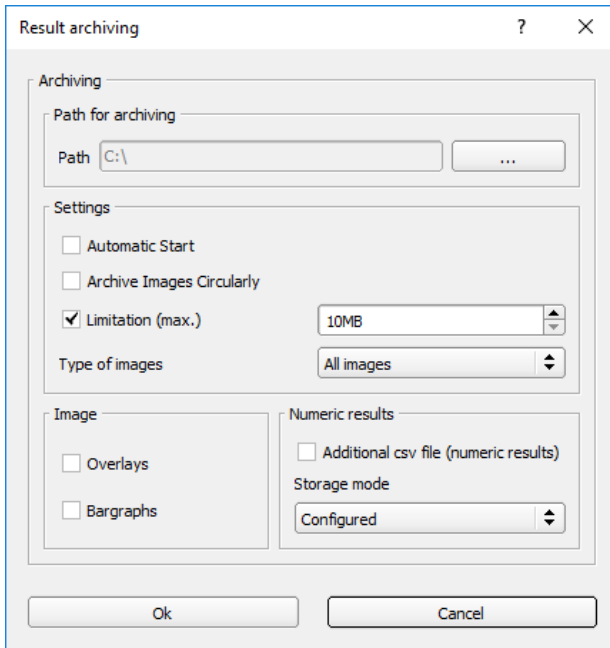 Result archiving
?
Archiving
Path for archiving
Path C:\ ...
Settings
Automatic Start
Archive Images Circularly
Limitation (max.) 10MB
Type of images All images
Image
Overlays
Bargraphs
Numeric results
Additional csv file (numeric results)
Storage mode
Configured
Ok Cancel